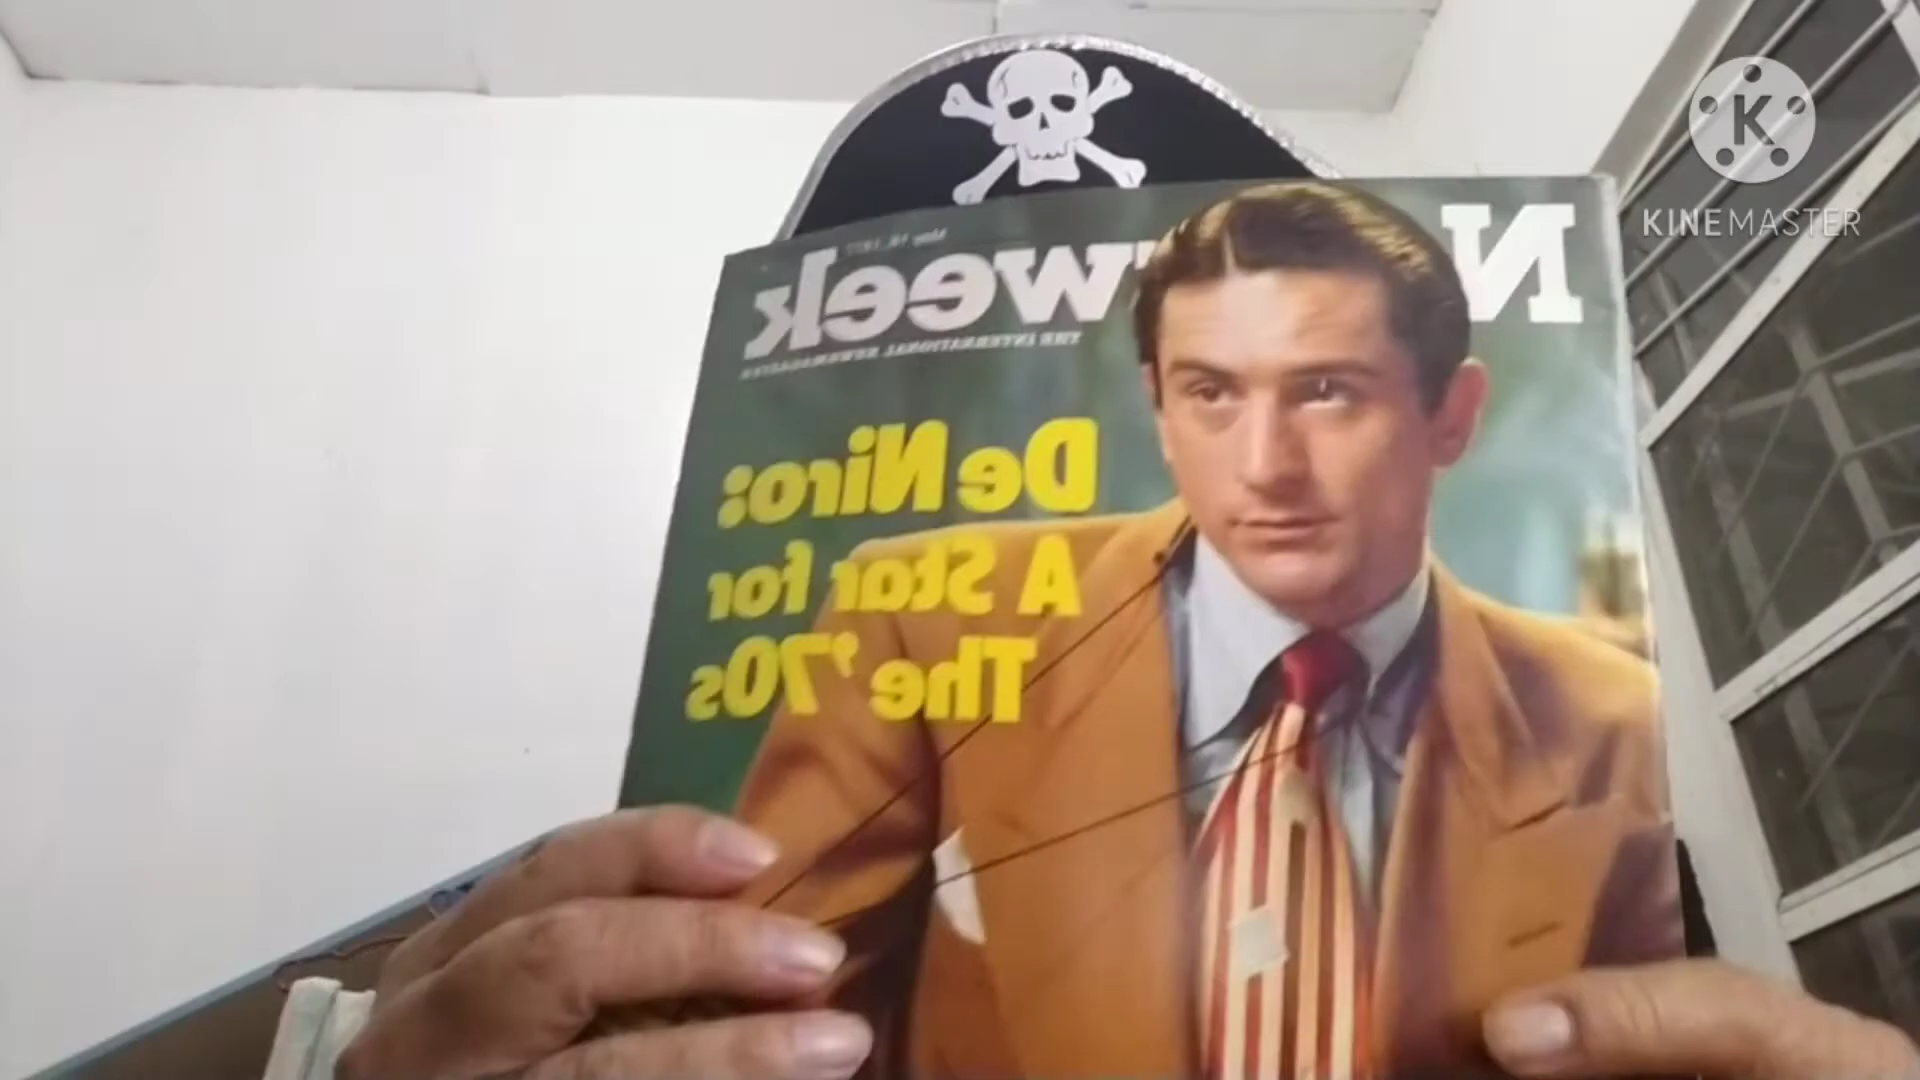 K
KINEMASTER
N week
THE INTERNATIONAL NEWSMAGAZINE
De Niro:
A Star for
The '70s